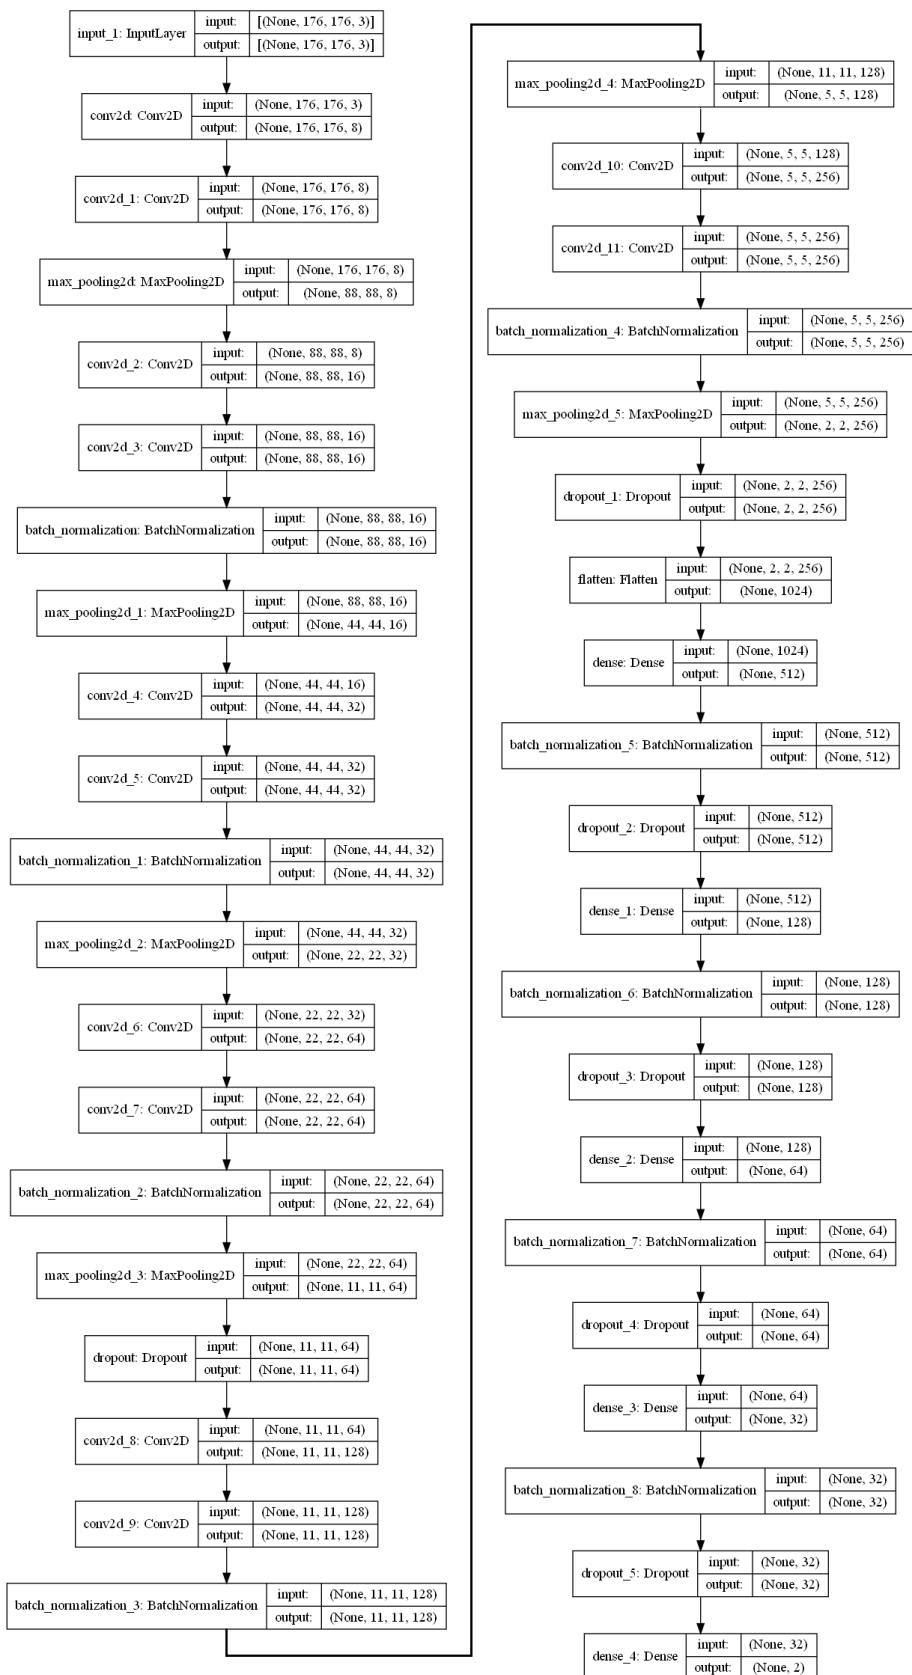 input_1: InputLayer input: [(None, 176, 176, 3)]
output: [(None, 176, 176, 3)]
conv2d: Conv2D input: (None, 176, 176, 3)
output: (None, 176, 176, 8)
conv2d_1: Conv2D input: (None, 176, 176, 8)
output: (None, 176, 176, 8)
max_pooling2d: MaxPooling2D input: (None, 176, 176, 8)
output: (None, 88, 88, 8)
conv2d_2: Conv2D input: (None, 88, 88, 8)
output: (None, 88, 88, 16)
conv2d_3: Conv2D input: (None, 88, 88, 16)
output: (None, 88, 88, 16)
batch_normalization: BatchNormalization input: (None, 88, 88, 16)
output: (None, 88, 88, 16)
max_pooling2d_1: MaxPooling2D input: (None, 88, 88, 16)
output: (None, 44, 44, 16)
conv2d_4: Conv2D input: (None, 44, 44, 16)
output: (None, 44, 44, 32)
conv2d_5: Conv2D input: (None, 44, 44, 32)
output: (None, 44, 44, 32)
batch_normalization_1: BatchNormalization input: (None, 44, 44, 32)
output: (None, 44, 44, 32)
max_pooling2d_2: MaxPooling2D input: (None, 44, 44, 32)
output: (None, 22, 22, 32)
conv2d_6: Conv2D input: (None, 22, 22, 32)
output: (None, 22, 22, 64)
conv2d_7: Conv2D input: (None, 22, 22, 64)
output: (None, 22, 22, 64)
batch_normalization_2: BatchNormalization input: (None, 22, 22, 64)
output: (None, 22, 22, 64)
max_pooling2d_3: MaxPooling2D input: (None, 22, 22, 64)
output: (None, 11, 11, 64)
dropout: Dropout input: (None, 11, 11, 64)
output: (None, 11, 11, 64)
conv2d_8: Conv2D input: (None, 11, 11, 64)
output: (None, 11, 11, 128)
conv2d_9: Conv2D input: (None, 11, 11, 128)
output: (None, 11, 11, 128)
batch_normalization_3: BatchNormalization input: (None, 11, 11, 128)
output: (None, 11, 11, 128)
max_pooling2d_4: MaxPooling2D input: (None, 11, 11, 128)
output: (None, 5, 5, 128)
conv2d_10: Conv2D input: (None, 5, 5, 128)
output: (None, 5, 5, 256)
conv2d_11: Conv2D input: (None, 5, 5, 256)
output: (None, 5, 5, 256)
batch_normalization_4: BatchNormalization input: (None, 5, 5, 256)
output: (None, 5, 5, 256)
max_pooling2d_5: MaxPooling2D input: (None, 5, 5, 256)
output: (None, 2, 2, 256)
dropout_1: Dropout input: (None, 2, 2, 256)
output: (None, 2, 2, 256)
flatten: Flatten input: (None, 2, 2, 256)
output: (None, 1024)
dense: Dense input: (None, 1024)
output: (None, 512)
batch_normalization_5: BatchNormalization input: (None, 512)
output: (None, 512)
dropout_2: Dropout input: (None, 512)
output: (None, 512)
dense_1: Dense input: (None, 512)
output: (None, 128)
batch_normalization_6: BatchNormalization input: (None, 128)
output: (None, 128)
dropout_3: Dropout input: (None, 128)
output: (None, 128)
dense_2: Dense input: (None, 128)
output: (None, 64)
batch_normalization_7: BatchNormalization input: (None, 64)
output: (None, 64)
dropout_4: Dropout input: (None, 64)
output: (None, 64)
dense_3: Dense input: (None, 64)
output: (None, 32)
batch_normalization_8: BatchNormalization input: (None, 32)
output: (None, 32)
dropout_5: Dropout input: (None, 32)
output: (None, 32)
dense_4: Dense input: (None, 32)
output: (None, 2)